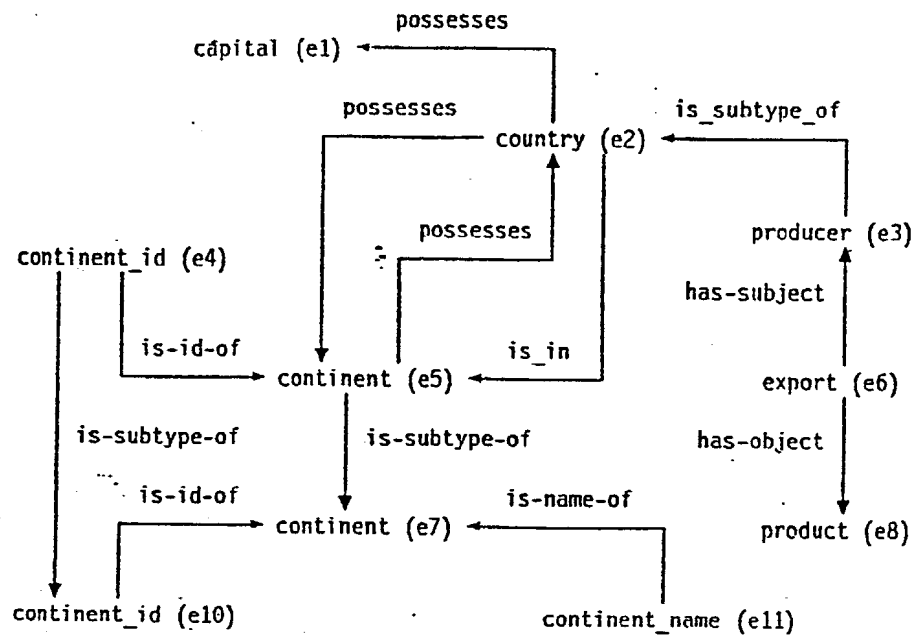 possesses
capital (e1)
possesses
is_subtype_of
country (e2)
possesses
producer (e3)
continent_id (e4)
has-subject
is-id-of
is_in
continent (e5)
export (e6)
is-subtype-of
is-subtype-of
has-object
is-id-of
is-name-of
continent (e7)
product (e8)
continent_id (e10)
continent_name (e11)